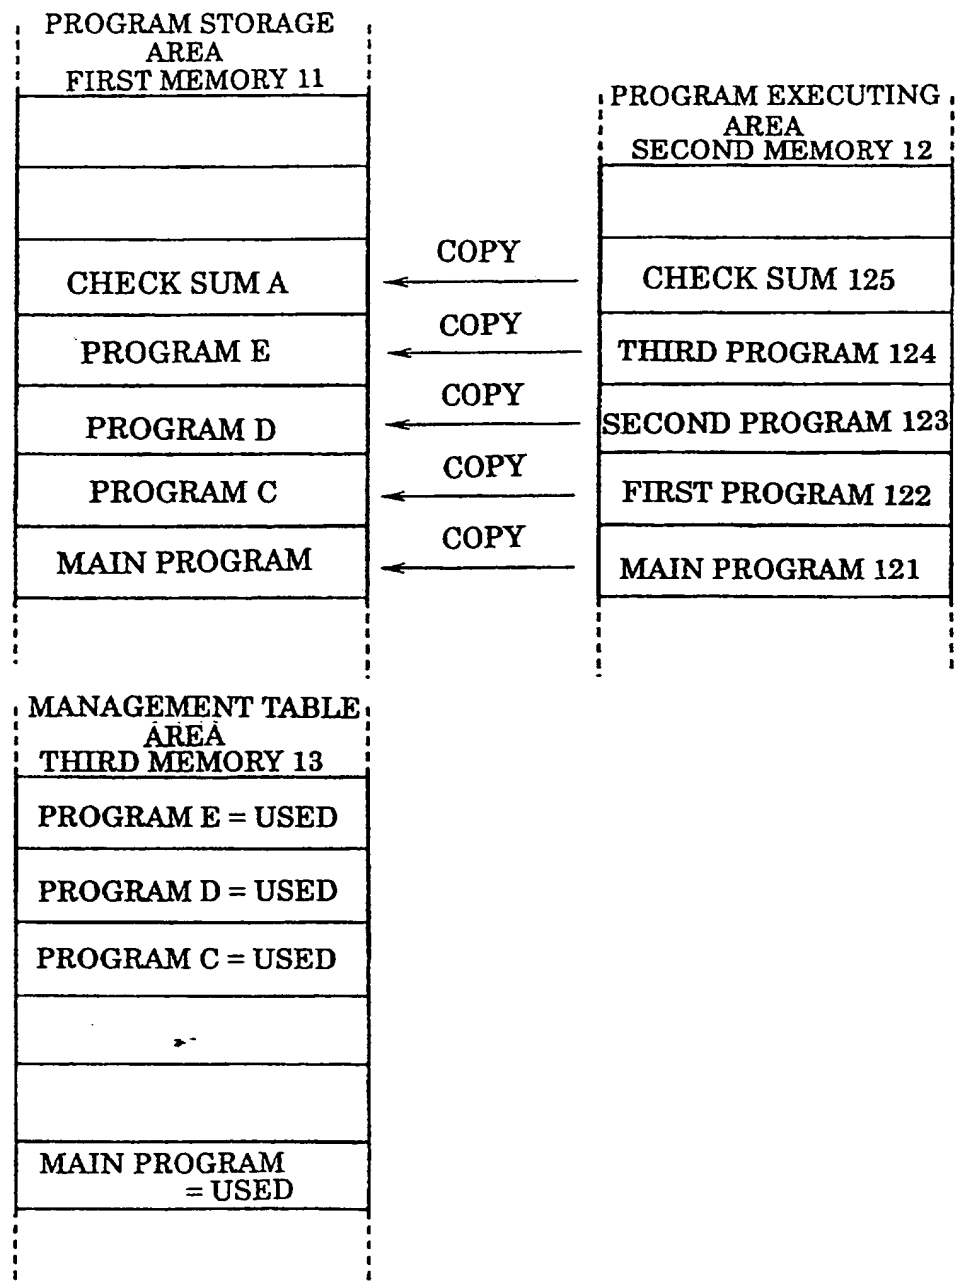 PROGRAM STORAGE
AREA
FIRST MEMORY 11
CHECK SUM A
PROGRAM E
PROGRAM D
PROGRAM C
MAIN PROGRAM
COPY
COPY
COPY
COPY
COPY
PROGRAM EXECUTING
AREA
SECOND MEMORY 12
CHECK SUM 125
THIRD PROGRAM 124
SECOND PROGRAM 123
FIRST PROGRAM 122
MAIN PROGRAM 121
MANAGEMENT TABLE
AREA
THIRD MEMORY 13
PROGRAM E = USED
PROGRAM D = USED
PROGRAM C = USED
MAIN PROGRAM
= USED